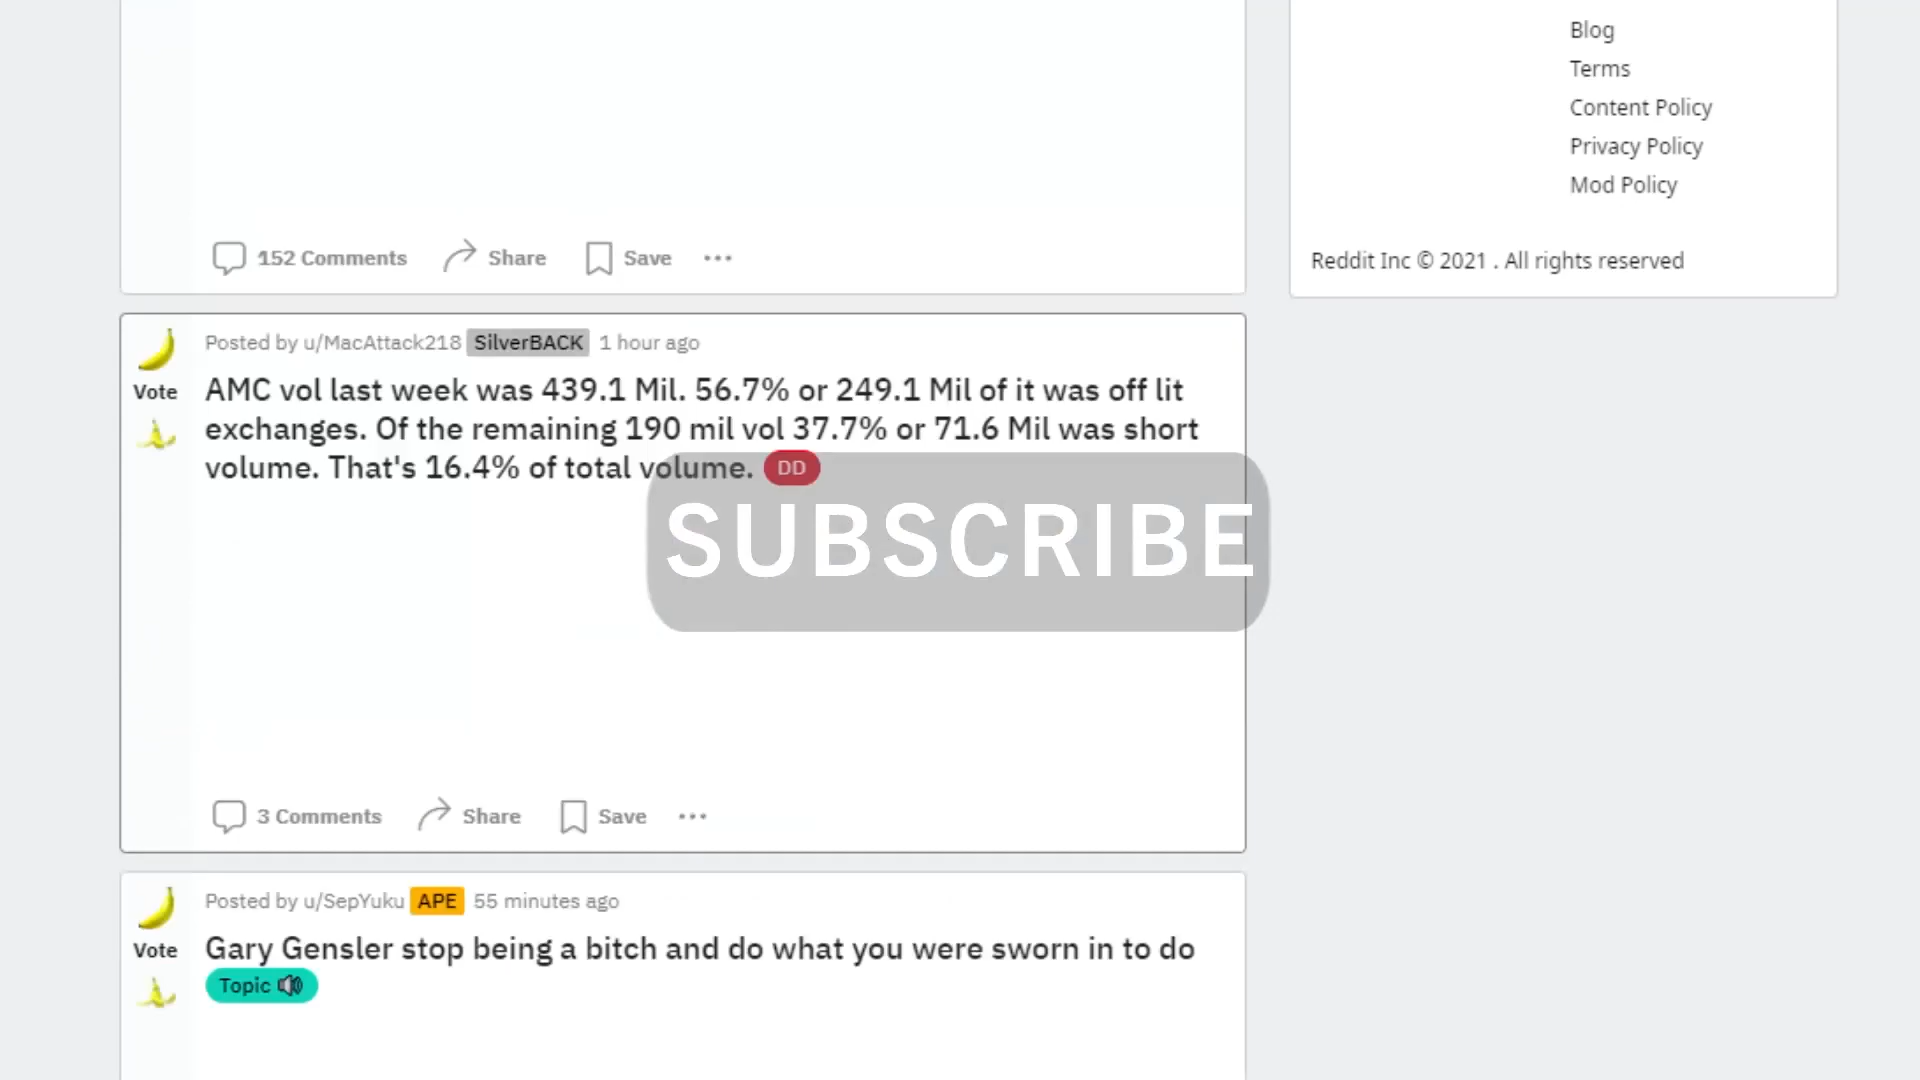 Blog
Terms
Content Policy
Privacy Policy
Mod Policy
Reddit Inc © 2021 . All rights reserved
152 Comments Share Save ...
Posted by u/MacAttack218 SilverBACK 1 hour ago
Vote
AMC vol last week was 439.1 Mil. 56.7% or 249.1 Mil of it was off lit
exchanges. Of the remaining 190 mil vol 37.7% or 71.6 Mil was short
volume. That's 16.4% of total volume. DD
SUBSCRIBE
3 Comments Share Save ...
Posted by u/SepYuku APE 55 minutes ago
Vote
Gary Gensler stop being a bitch and do what you were sworn in to do
Topic 🔊